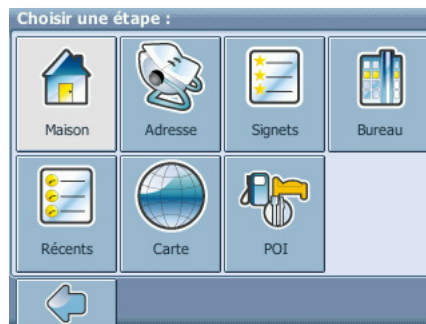 Choisir une étape :
Maison
Adresse
Signets
Bureau
Récents
Carte
POI